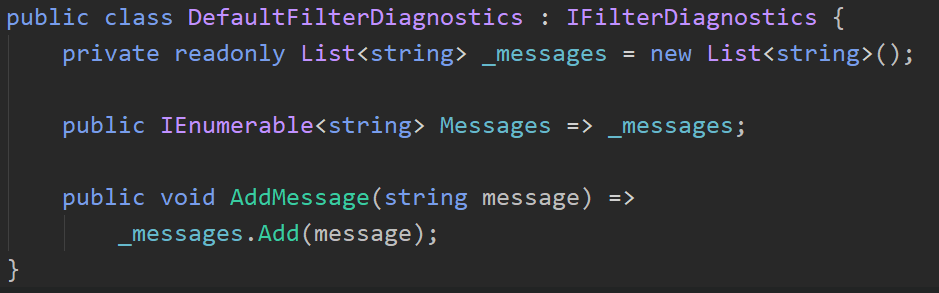 public class DefaultFilterDiagnostics : IFilterDiagnostics {
private readonly List<string> _messages = new List<string>();
public IEnumerable<string> Messages => _messages;
public void AddMessage(string message) =>
_messages.Add(message);
}